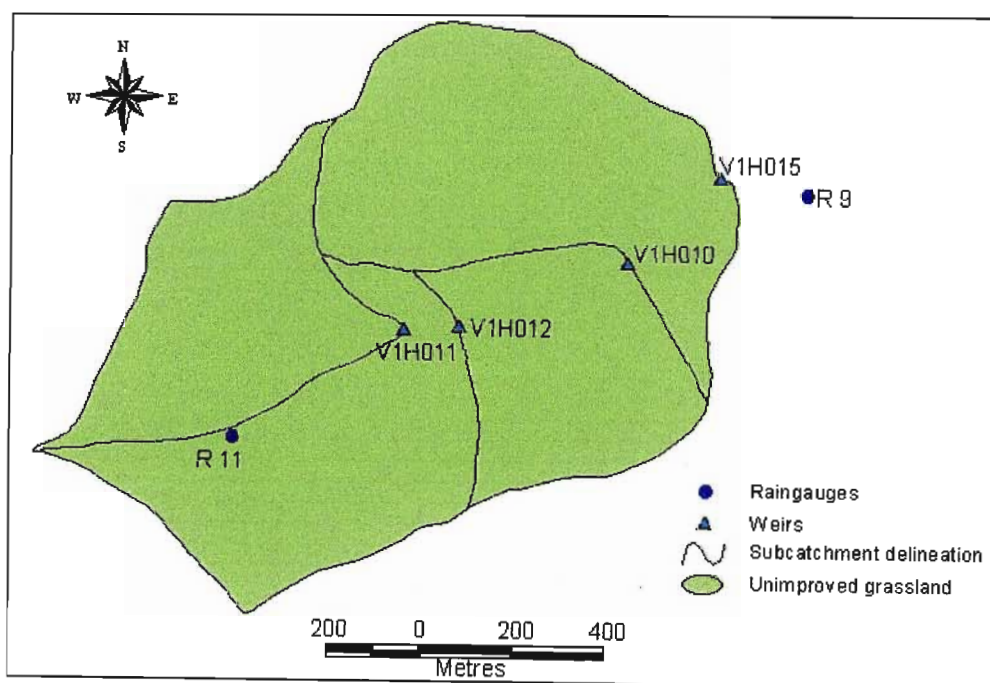 N
W E
S
V1H015
R 9
V1H010
V1H012
V1H011
R 11
Raingauges
Weirs
Subcatchment delineation
Unimproved grassland
200 0 200 400
Metres